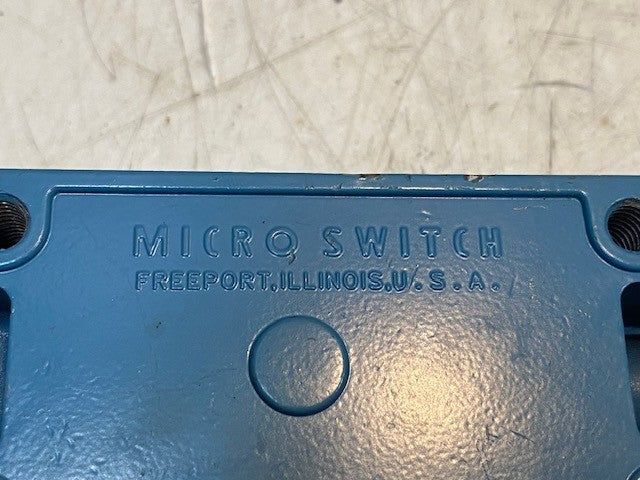 MICRO SWITCH
FREEPORT, ILLINOIS, U.S.A.